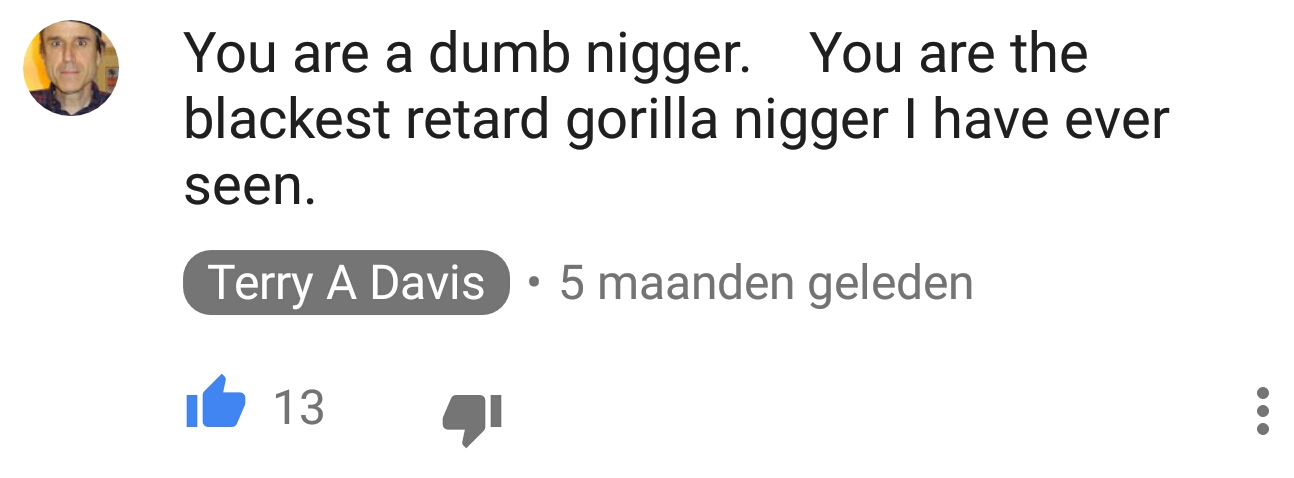 You are a dumb nigger.    You are the
blackest retard gorilla nigger I have ever
seen.
Terry A Davis • 5 maanden geleden
13